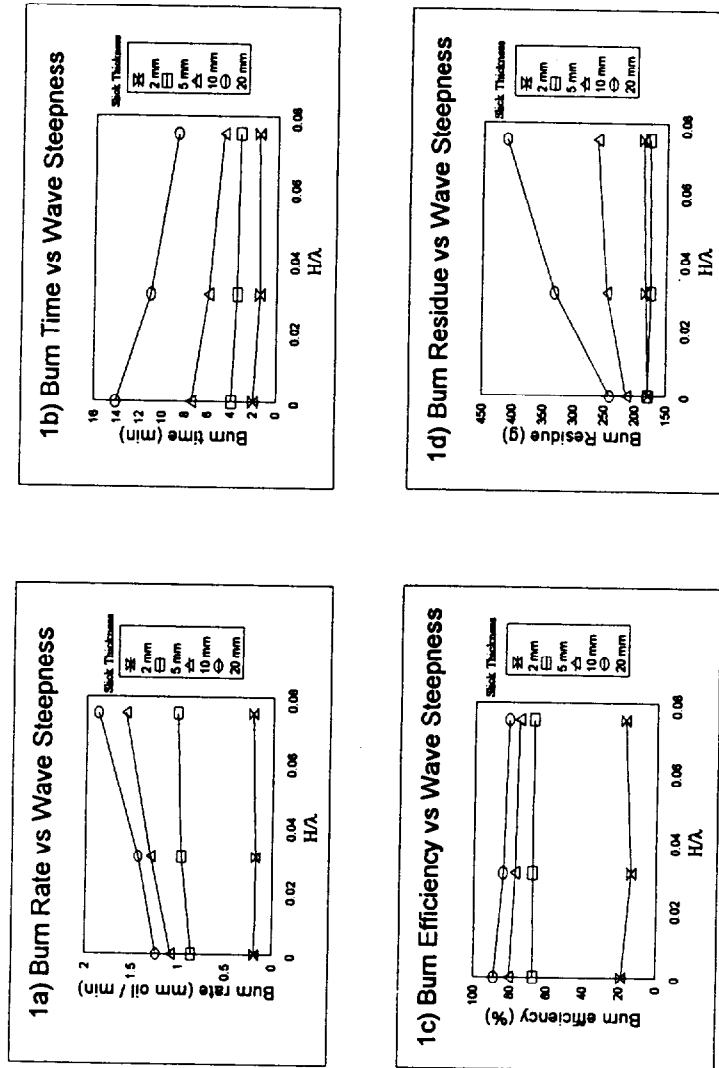 1a) Burn Rate vs Wave Steepness
Burn rate (mm oil / min)
2
1.5
1
0.5
0
0
0.02
0.04
0.06
0.08
H/λ
Slick Thickness
2 mm
5 mm
10 mm
20 mm
1b) Burn Time vs Wave Steepness
Burn time (min)
16
14
12
10
8
6
4
2
0
0
0.02
0.04
0.06
0.08
H/λ
Slick Thickness
2 mm
5 mm
10 mm
20 mm
1c) Burn Efficiency vs Wave Steepness
Burn efficiency (%)
100
80
60
40
20
0
0
0.02
0.04
0.06
0.08
H/λ
Slick Thickness
2 mm
5 mm
10 mm
20 mm
1d) Burn Residue vs Wave Steepness
Burn Residue (g)
450
400
350
300
250
200
150
0
0.02
0.04
0.06
0.08
H/λ
Slick Thickness
2 mm
5 mm
10 mm
20 mm